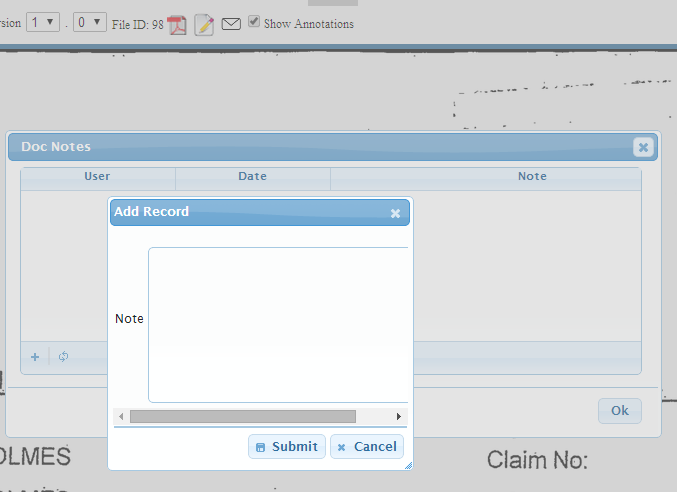 rsion 1 . 0 File ID: 98 Show Annotations
Doc Notes
User Date Note
Add Record
Note
Submit Cancel
Ok
OLMES Claim No: